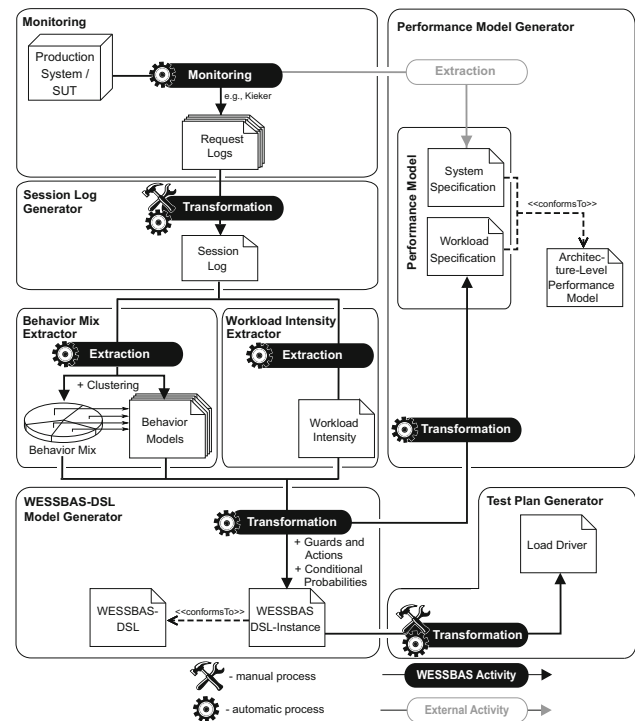 Monitoring
Production
System /
SUT
Monitoring
e.g., Kieker
Request
Logs
Session Log
Generator
Transformation
Session
Log
Behavior Mix
Extractor
Extraction
+ Clustering
Behavior Mix
Behavior
Models
Workload Intensity
Extractor
Extraction
Workload
Intensity
WESSBAS-DSL
Model Generator
Transformation
+ Guards and
Actions
+ Conditional
Probabilities
WESSBAS-
DSL
<<conformsTo>>
WESSBAS
DSL-Instance
Performance Model Generator
Extraction
Performance Model
System
Specification
Workload
Specification
<<conformsTo>>
Architec-
ture-Level
Performance
Model
Transformation
Test Plan Generator
Load Driver
Transformation
- manual process
- automatic process
WESSBAS Activity
External Activity